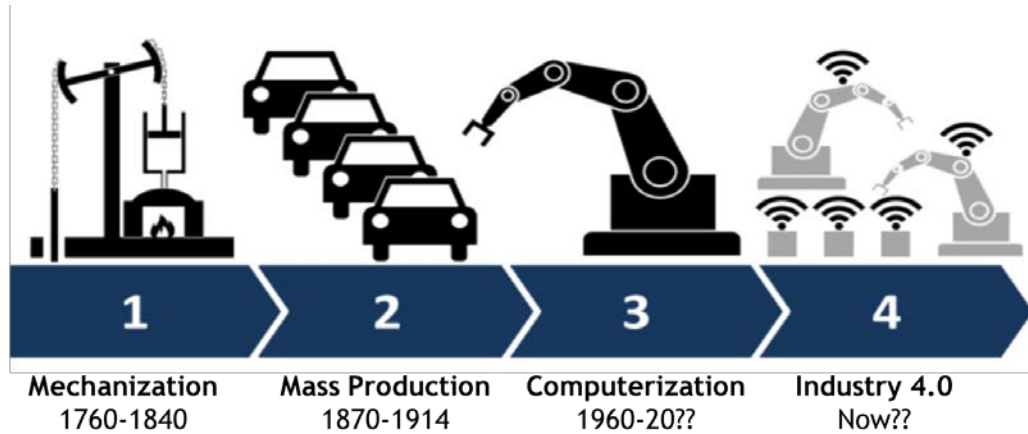 1
2
3
4
Mechanization
1760-1840
Mass Production
1870-1914
Computerization
1960-20??
Industry 4.0
Now??